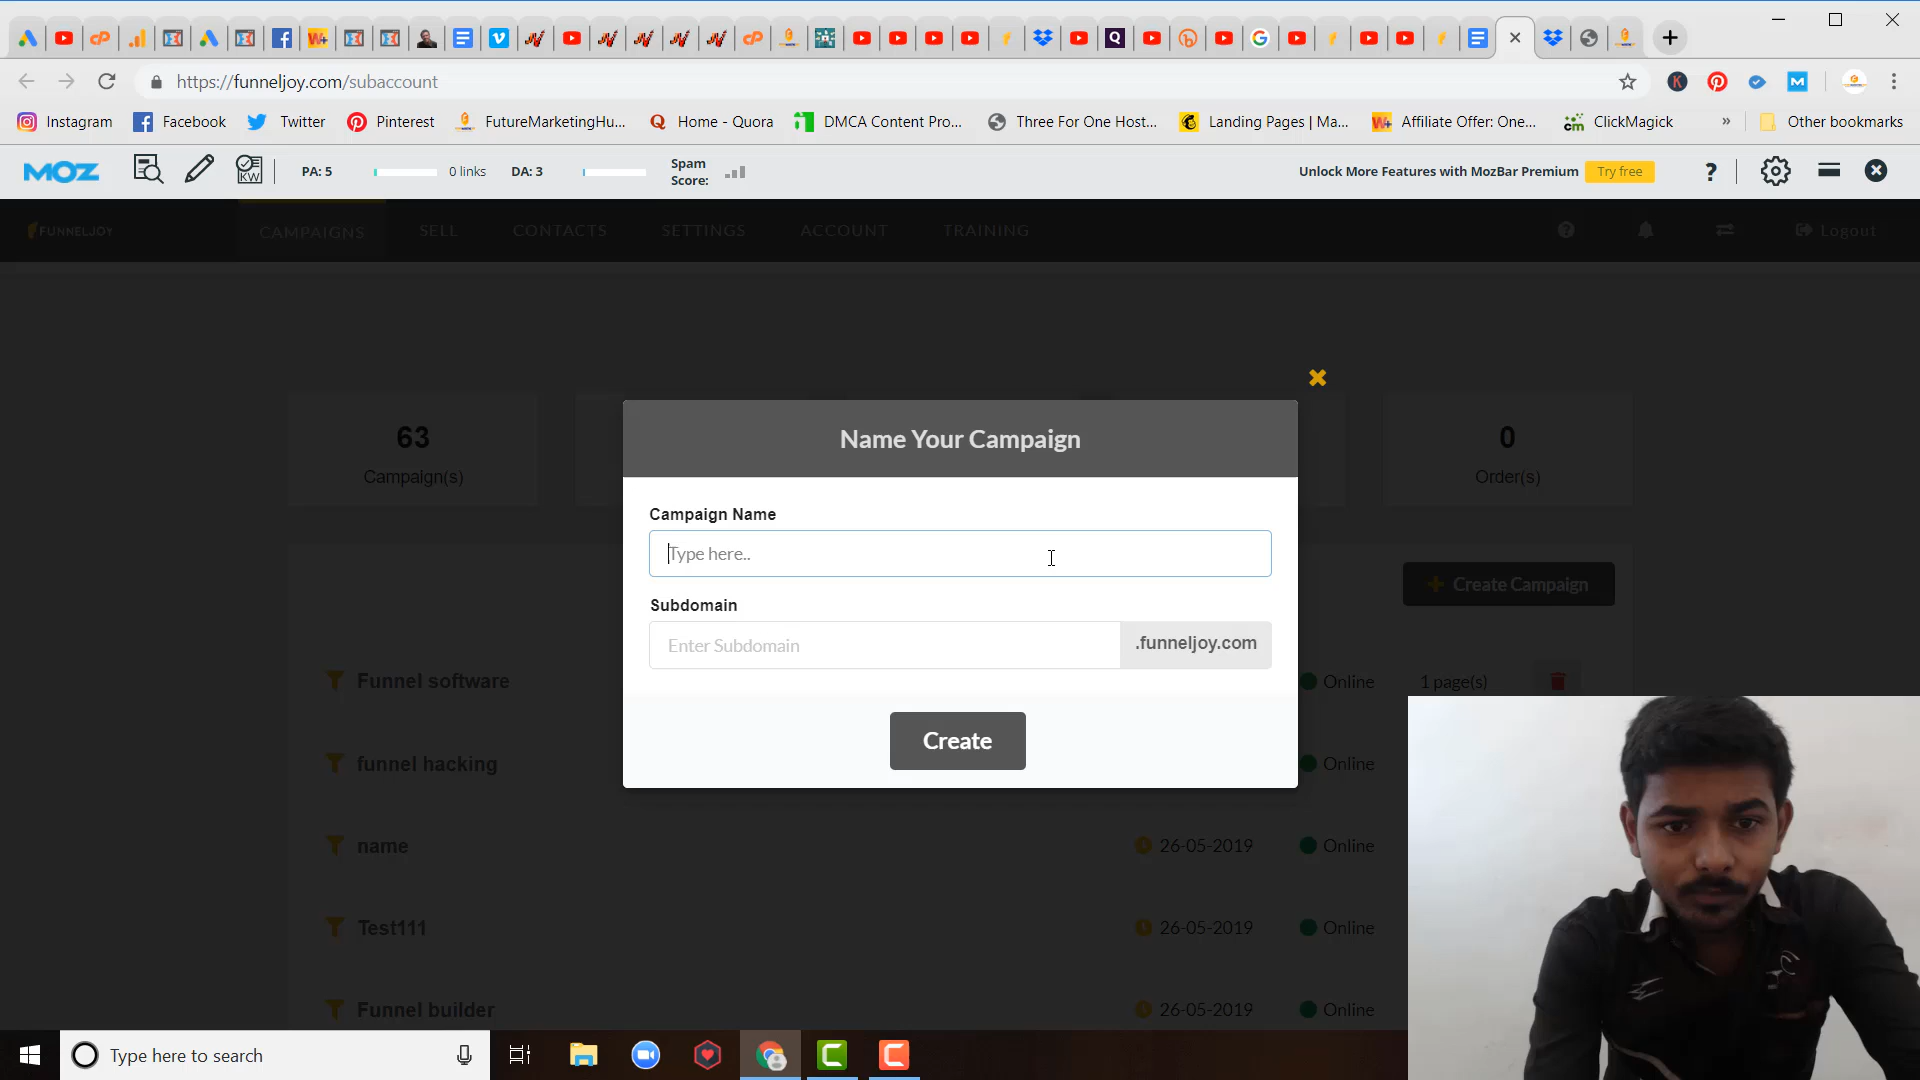 https://funneljoy.com/subaccount
Instagram
Facebook
Twitter
Pinterest
FutureMarketingHu...
Home - Quora
DMCA Content Pro...
Three For One Host...
Landing Pages | Ma...
Affiliate Offer: One...
ClickMagick
»
Other bookmarks
MOZ
PA: 5
0 links
DA: 3
Spam
Score:
Unlock More Features with MozBar Premium
Try free
FUNNELJOY
CAMPAIGNS
SELL
CONTACTS
SETTINGS
ACCOUNT
TRAINING
Logout
63
Campaign(s)
0
Order(s)
Name Your Campaign
Campaign Name
Type here..
Subdomain
Enter Subdomain
.funneljoy.com
Create
Create Campaign
Funnel software
Online
1 page(s)
funnel hacking
Online
name
26-05-2019
Online
Test111
26-05-2019
Online
Funnel builder
26-05-2019
Online
Type here to search